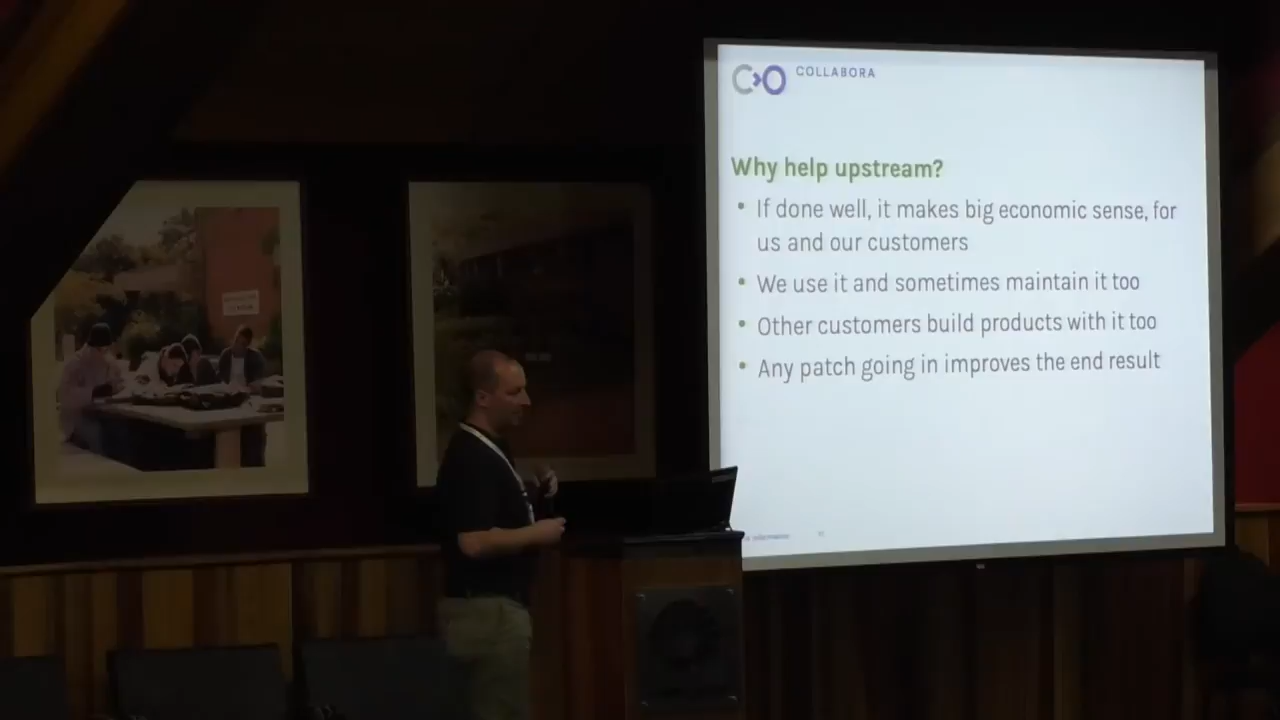 COLLABORA
Why help upstream?
• If done well, it makes big economic sense, for
us and our customers
• We use it and sometimes maintain it too
• Other customers build products with it too
• Any patch going in improves the end result